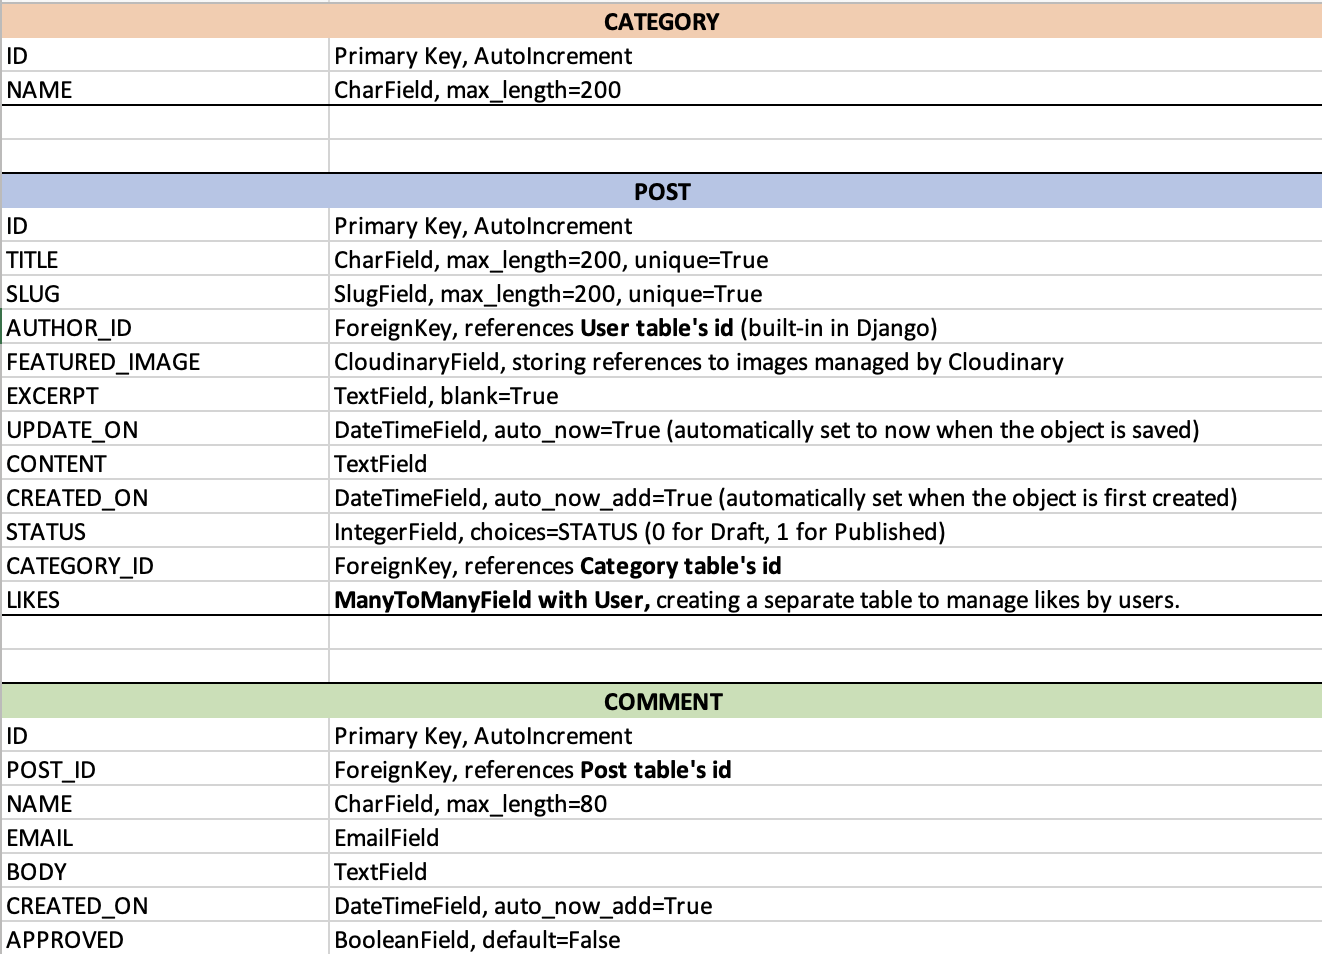 CATEGORY
ID Primary Key, AutoIncrement
NAME CharField, max_length=200
POST
ID Primary Key, AutoIncrement
TITLE CharField, max_length=200, unique=True
SLUG SlugField, max_length=200, unique=True
AUTHOR_ID ForeignKey, references User table's id (built-in in Django)
FEATURED_IMAGE CloudinaryField, storing references to images managed by Cloudinary
EXCERPT TextField, blank=True
UPDATE_ON DateTimeField, auto_now=True (automatically set to now when the object is saved)
CONTENT TextField
CREATED_ON DateTimeField, auto_now_add=True (automatically set when the object is first created)
STATUS IntegerField, choices=STATUS (0 for Draft, 1 for Published)
CATEGORY_ID ForeignKey, references Category table's id
LIKES ManyToManyField with User, creating a separate table to manage likes by users.
COMMENT
ID Primary Key, AutoIncrement
POST_ID ForeignKey, references Post table's id
NAME CharField, max_length=80
EMAIL EmailField
BODY TextField
CREATED_ON DateTimeField, auto_now_add=True
APPROVED BooleanField, default=False